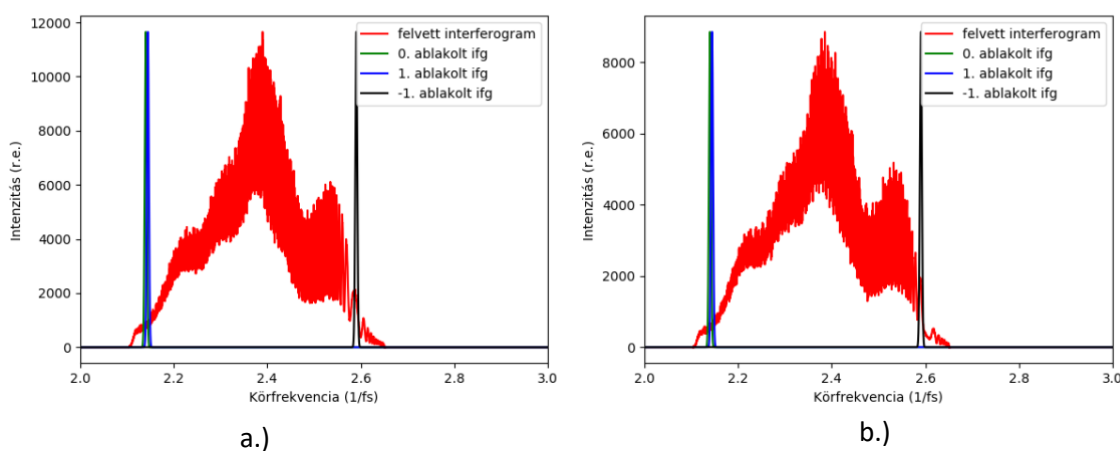 12000
10000
8000
6000
4000
2000
0
Intenzitás (r.e.)
felvett interferogram
0. ablakolt ifg
1. ablakolt ifg
-1. ablakolt ifg
2.0 2.2 2.4 2.6 2.8 3.0
Körfrekvencia (1/fs)
a.)
8000
6000
4000
2000
0
Intenzitás (r.e.)
felvett interferogram
0. ablakolt ifg
1. ablakolt ifg
-1. ablakolt ifg
2.0 2.2 2.4 2.6 2.8 3.0
Körfrekvencia (1/fs)
b.)